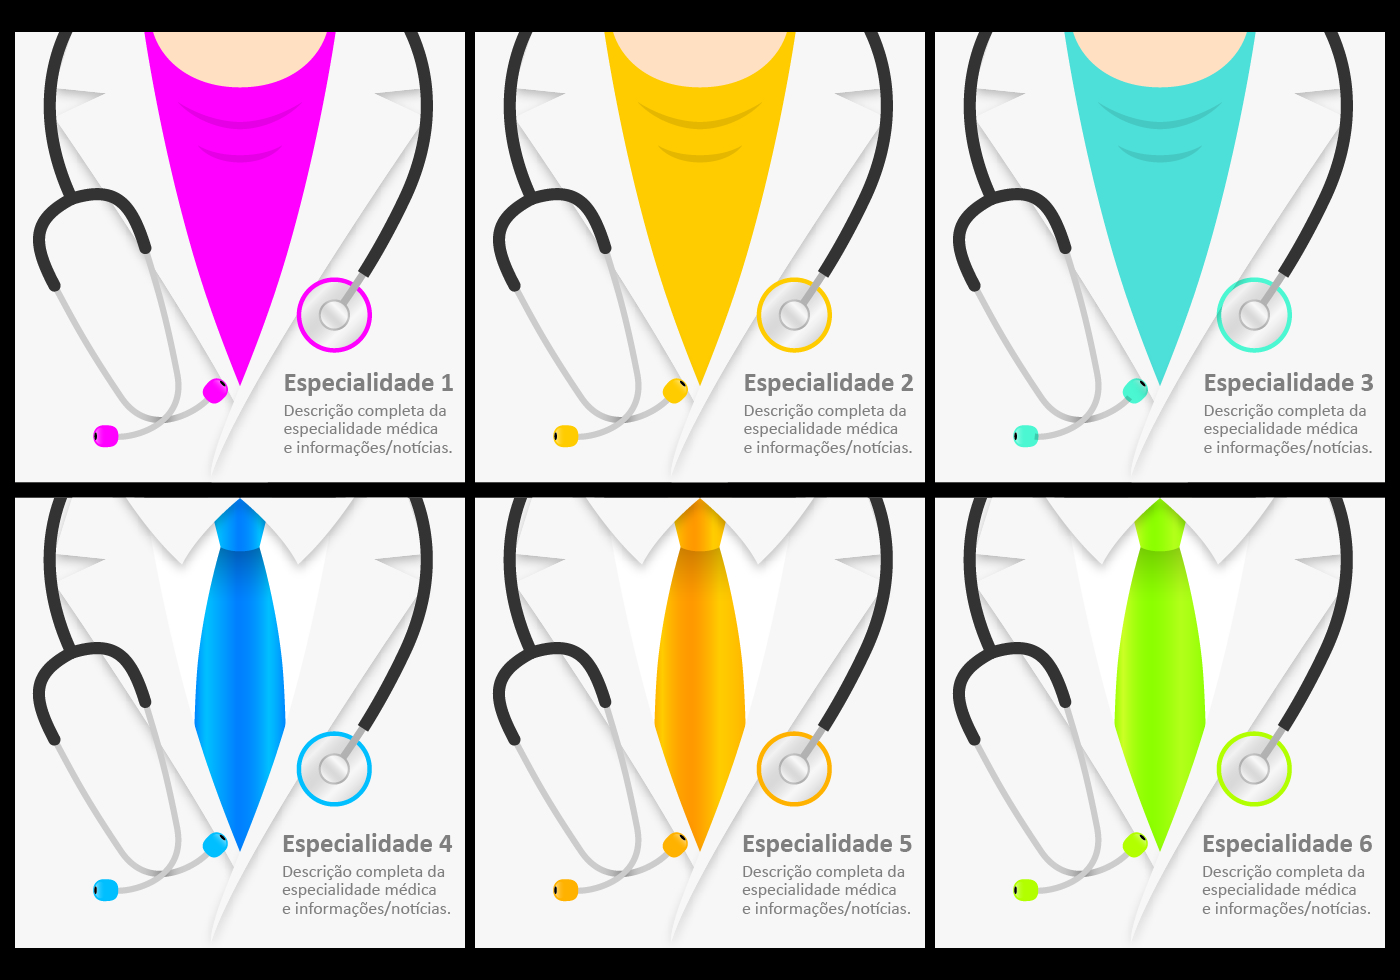 Especialidade 1
Descrição completa da
especialidade médica
e informações/notícias.
Especialidade 2
Descrição completa da
especialidade médica
e informações/notícias.
Especialidade 3
Descrição completa da
especialidade médica
e informações/notícias.
Especialidade 4
Descrição completa da
especialidade médica
e informações/notícias.
Especialidade 5
Descrição completa da
especialidade médica
e informações/notícias.
Especialidade 6
Descrição completa da
especialidade médica
e informações/notícias.